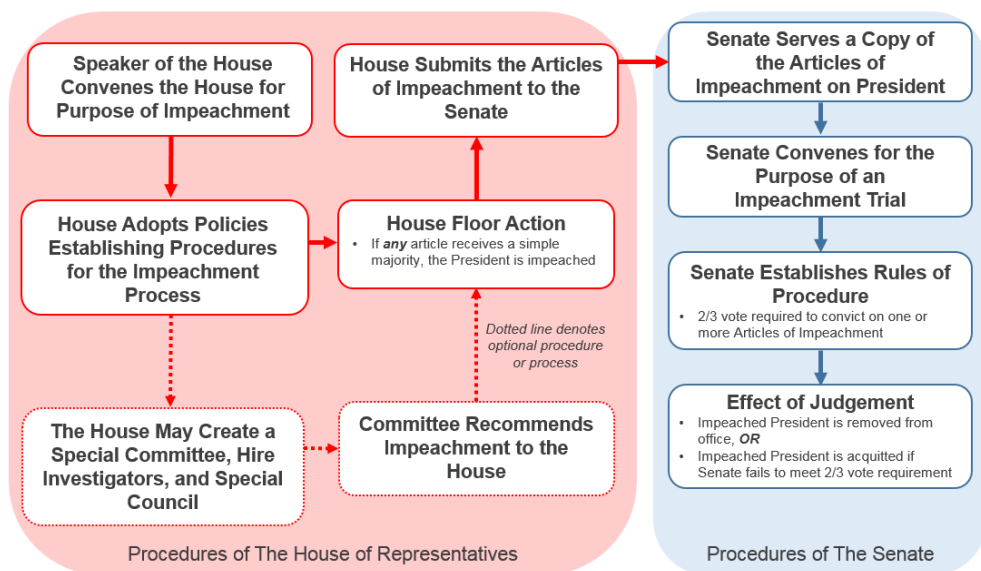 Speaker of the House
Convenes the House for
Purpose of Impeachment
House Adopts Policies
Establishing Procedures
for the Impeachment
Process
The House May Create a
Special Committee, Hire
Investigators, and Special
Council
House Submits the Articles
of Impeachment to the
Senate
House Floor Action
• If any article receives a simple
majority, the President is impeached
Dotted line denotes
optional procedure
or process
Committee Recommends
Impeachment to the
House
Procedures of The House of Representatives
Senate Serves a Copy of
the Articles of
Impeachment on President
Senate Convenes for the
Purpose of an
Impeachment Trial
Senate Establishes Rules of
Procedure
• 2/3 vote required to convict on one or
more Articles of Impeachment
Effect of Judgement
• Impeached President is removed from
office, OR
• Impeached President is acquitted if
Senate fails to meet 2/3 vote requirement
Procedures of The Senate